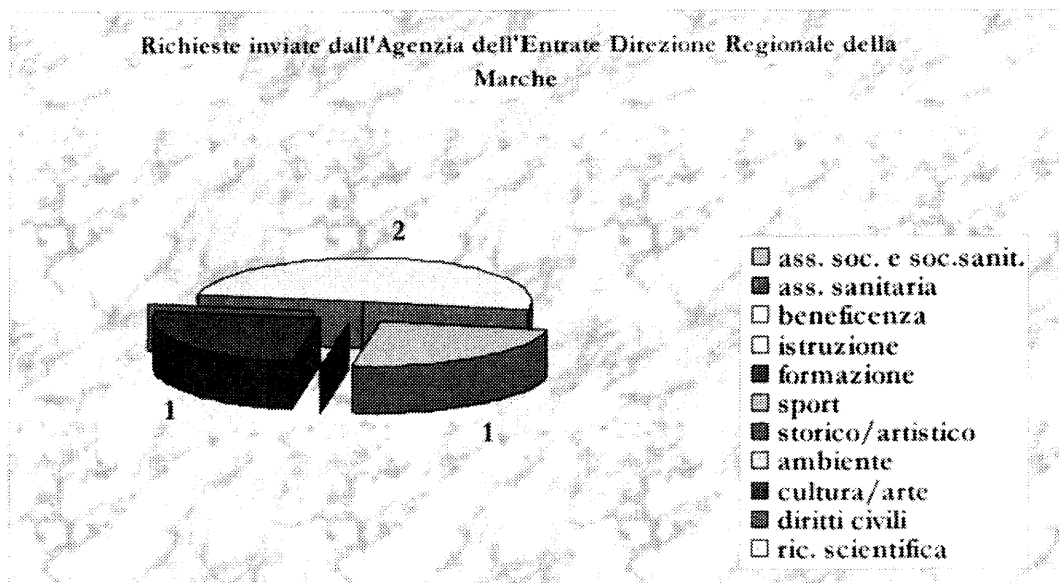 Richieste inviate dall'Agenzia dell'Entrate Direzione Regionale della
Marche
2
1
1
ass. soc. e soc.sanit.
ass. sanitaria
beneficenza
istruzione
formazione
sport
storico/artistico
ambiente
cultura/arte
diritti civili
ric. scientifica